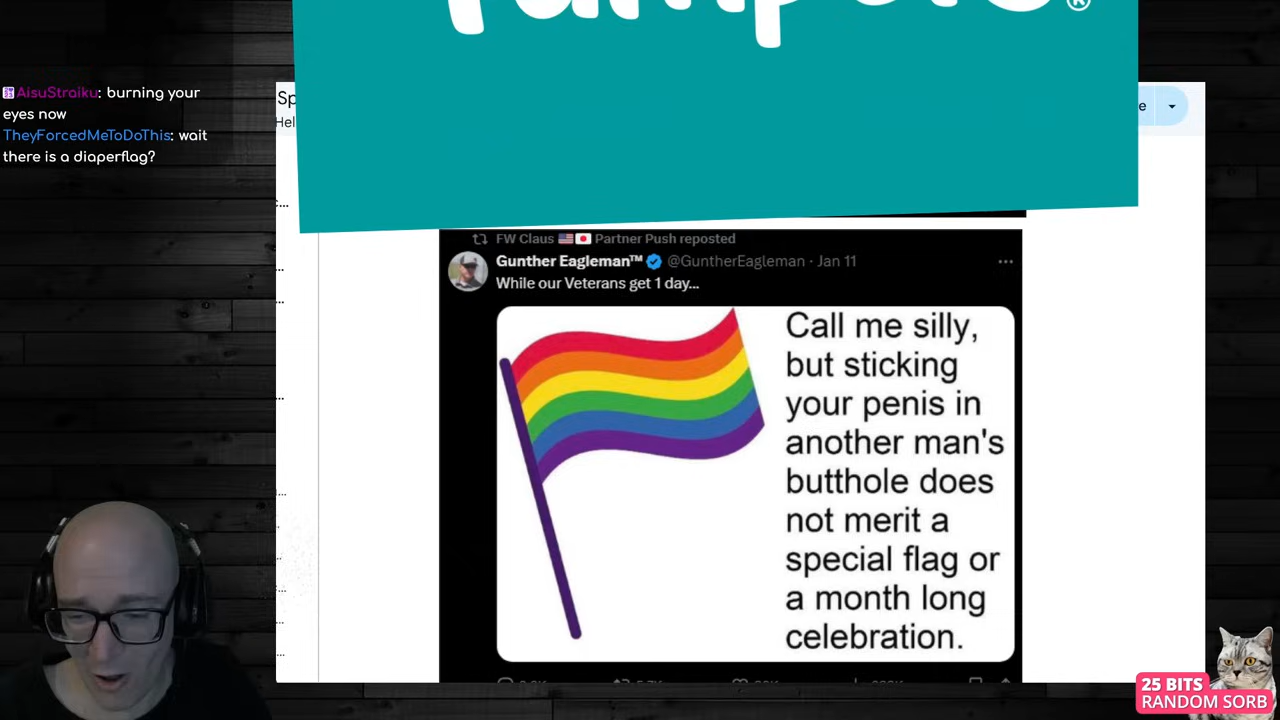 AisuStraiku: burning your
eyes now
TheyForcedMeToDoThis: wait
there is a diaperflag?
Sp
Hel
e
FW Claus 🇺🇸🇯🇵 Partner Push reposted
Gunther Eagleman™ @GuntherEagleman · Jan 11
While our Veterans get 1 day...
Call me silly,
but sticking
your penis in
another man's
butthole does
not merit a
special flag or
a month long
celebration.
25 BITS
RANDOM SORB